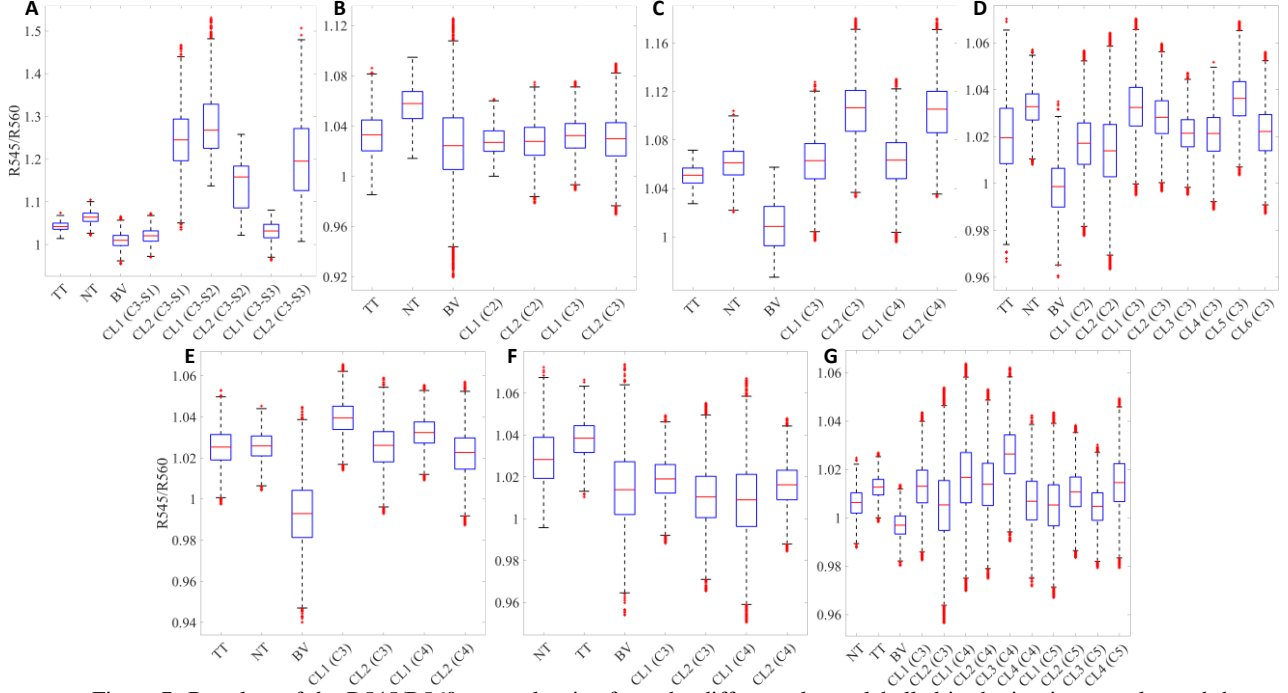 A
B
C
D
R545/R560
1.5
1.4
1.3
1.2
1.1
1
TT
NT
BV
CL1 (C3-S1)
CL2 (C3-S1)
CL1 (C3-S2)
CL2 (C3-S2)
CL1 (C3-S3)
CL2 (C3-S3)
1.12
1.08
1.04
1
0.96
0.92
TT
NT
BV
CL1 (C2)
CL2 (C2)
CL1 (C3)
CL2 (C3)
1.16
1.12
1.08
1.04
1
TT
NT
BV
CL1 (C3)
CL2 (C3)
CL1 (C4)
CL2 (C4)
1.06
1.04
1.02
1
0.98
0.96
TT
NT
BV
CL1 (C2)
CL2 (C2)
CL1 (C3)
CL2 (C3)
CL3 (C3)
CL4 (C3)
CL5 (C3)
CL6 (C3)
E
F
G
R545/R560
1.06
1.04
1.02
1
0.98
0.96
0.94
TT
NT
BV
CL1 (C3)
CL2 (C3)
CL1 (C4)
CL2 (C4)
1.06
1.04
1.02
1
0.98
0.96
NT
TT
BV
CL1 (C3)
CL2 (C3)
CL1 (C4)
CL2 (C4)
1.06
1.04
1.02
1
0.98
0.96
NT
TT
BV
CL1 (C3)
CL2 (C3)
CL1 (C4)
CL2 (C4)
CL3 (C4)
CL4 (C4)
CL1 (C5)
CL2 (C5)
CL3 (C5)
CL4 (C5)